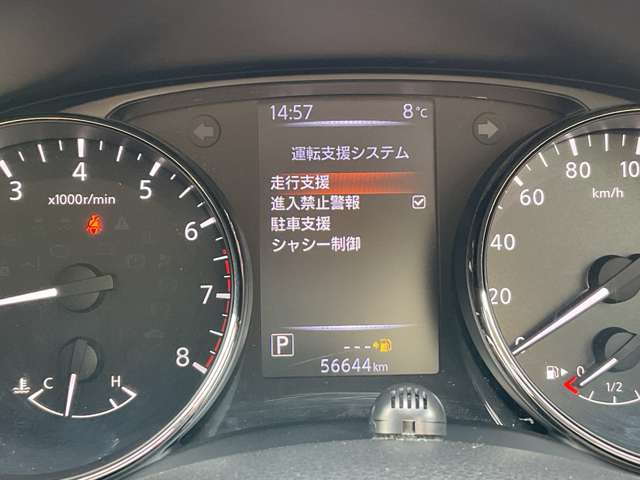 14:57 8℃
運転支援システム
走行支援
進入禁止警報
駐車支援
シャシー制御
P
---
56644km
3 4 5 6 7 8
x1000r/min
C H
0 20 40 60 80 10
km/h
0 1/2